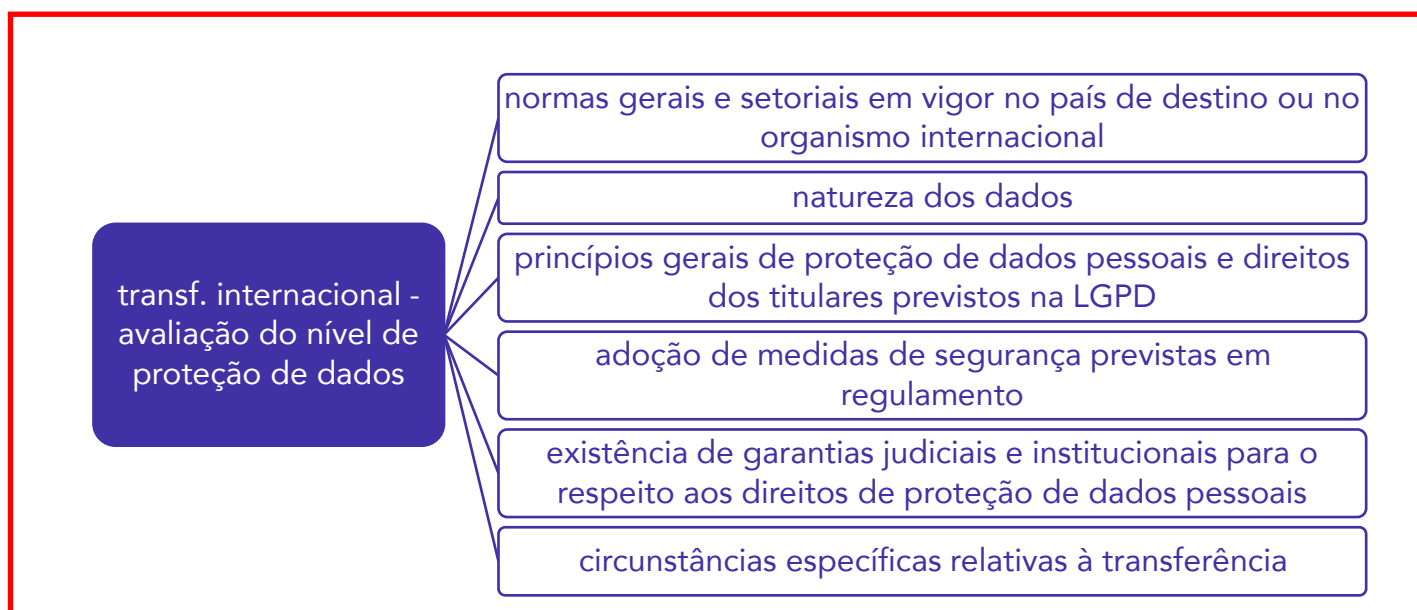 transf. internacional -
avaliação do nível de
proteção de dados
normas gerais e setoriais em vigor no país de destino ou no
organismo internacional
natureza dos dados
princípios gerais de proteção de dados pessoais e direitos
dos titulares previstos na LGPD
adoção de medidas de segurança previstas em
regulamento
existência de garantias judiciais e institucionais para o
respeito aos direitos de proteção de dados pessoais
circunstâncias específicas relativas à transferência